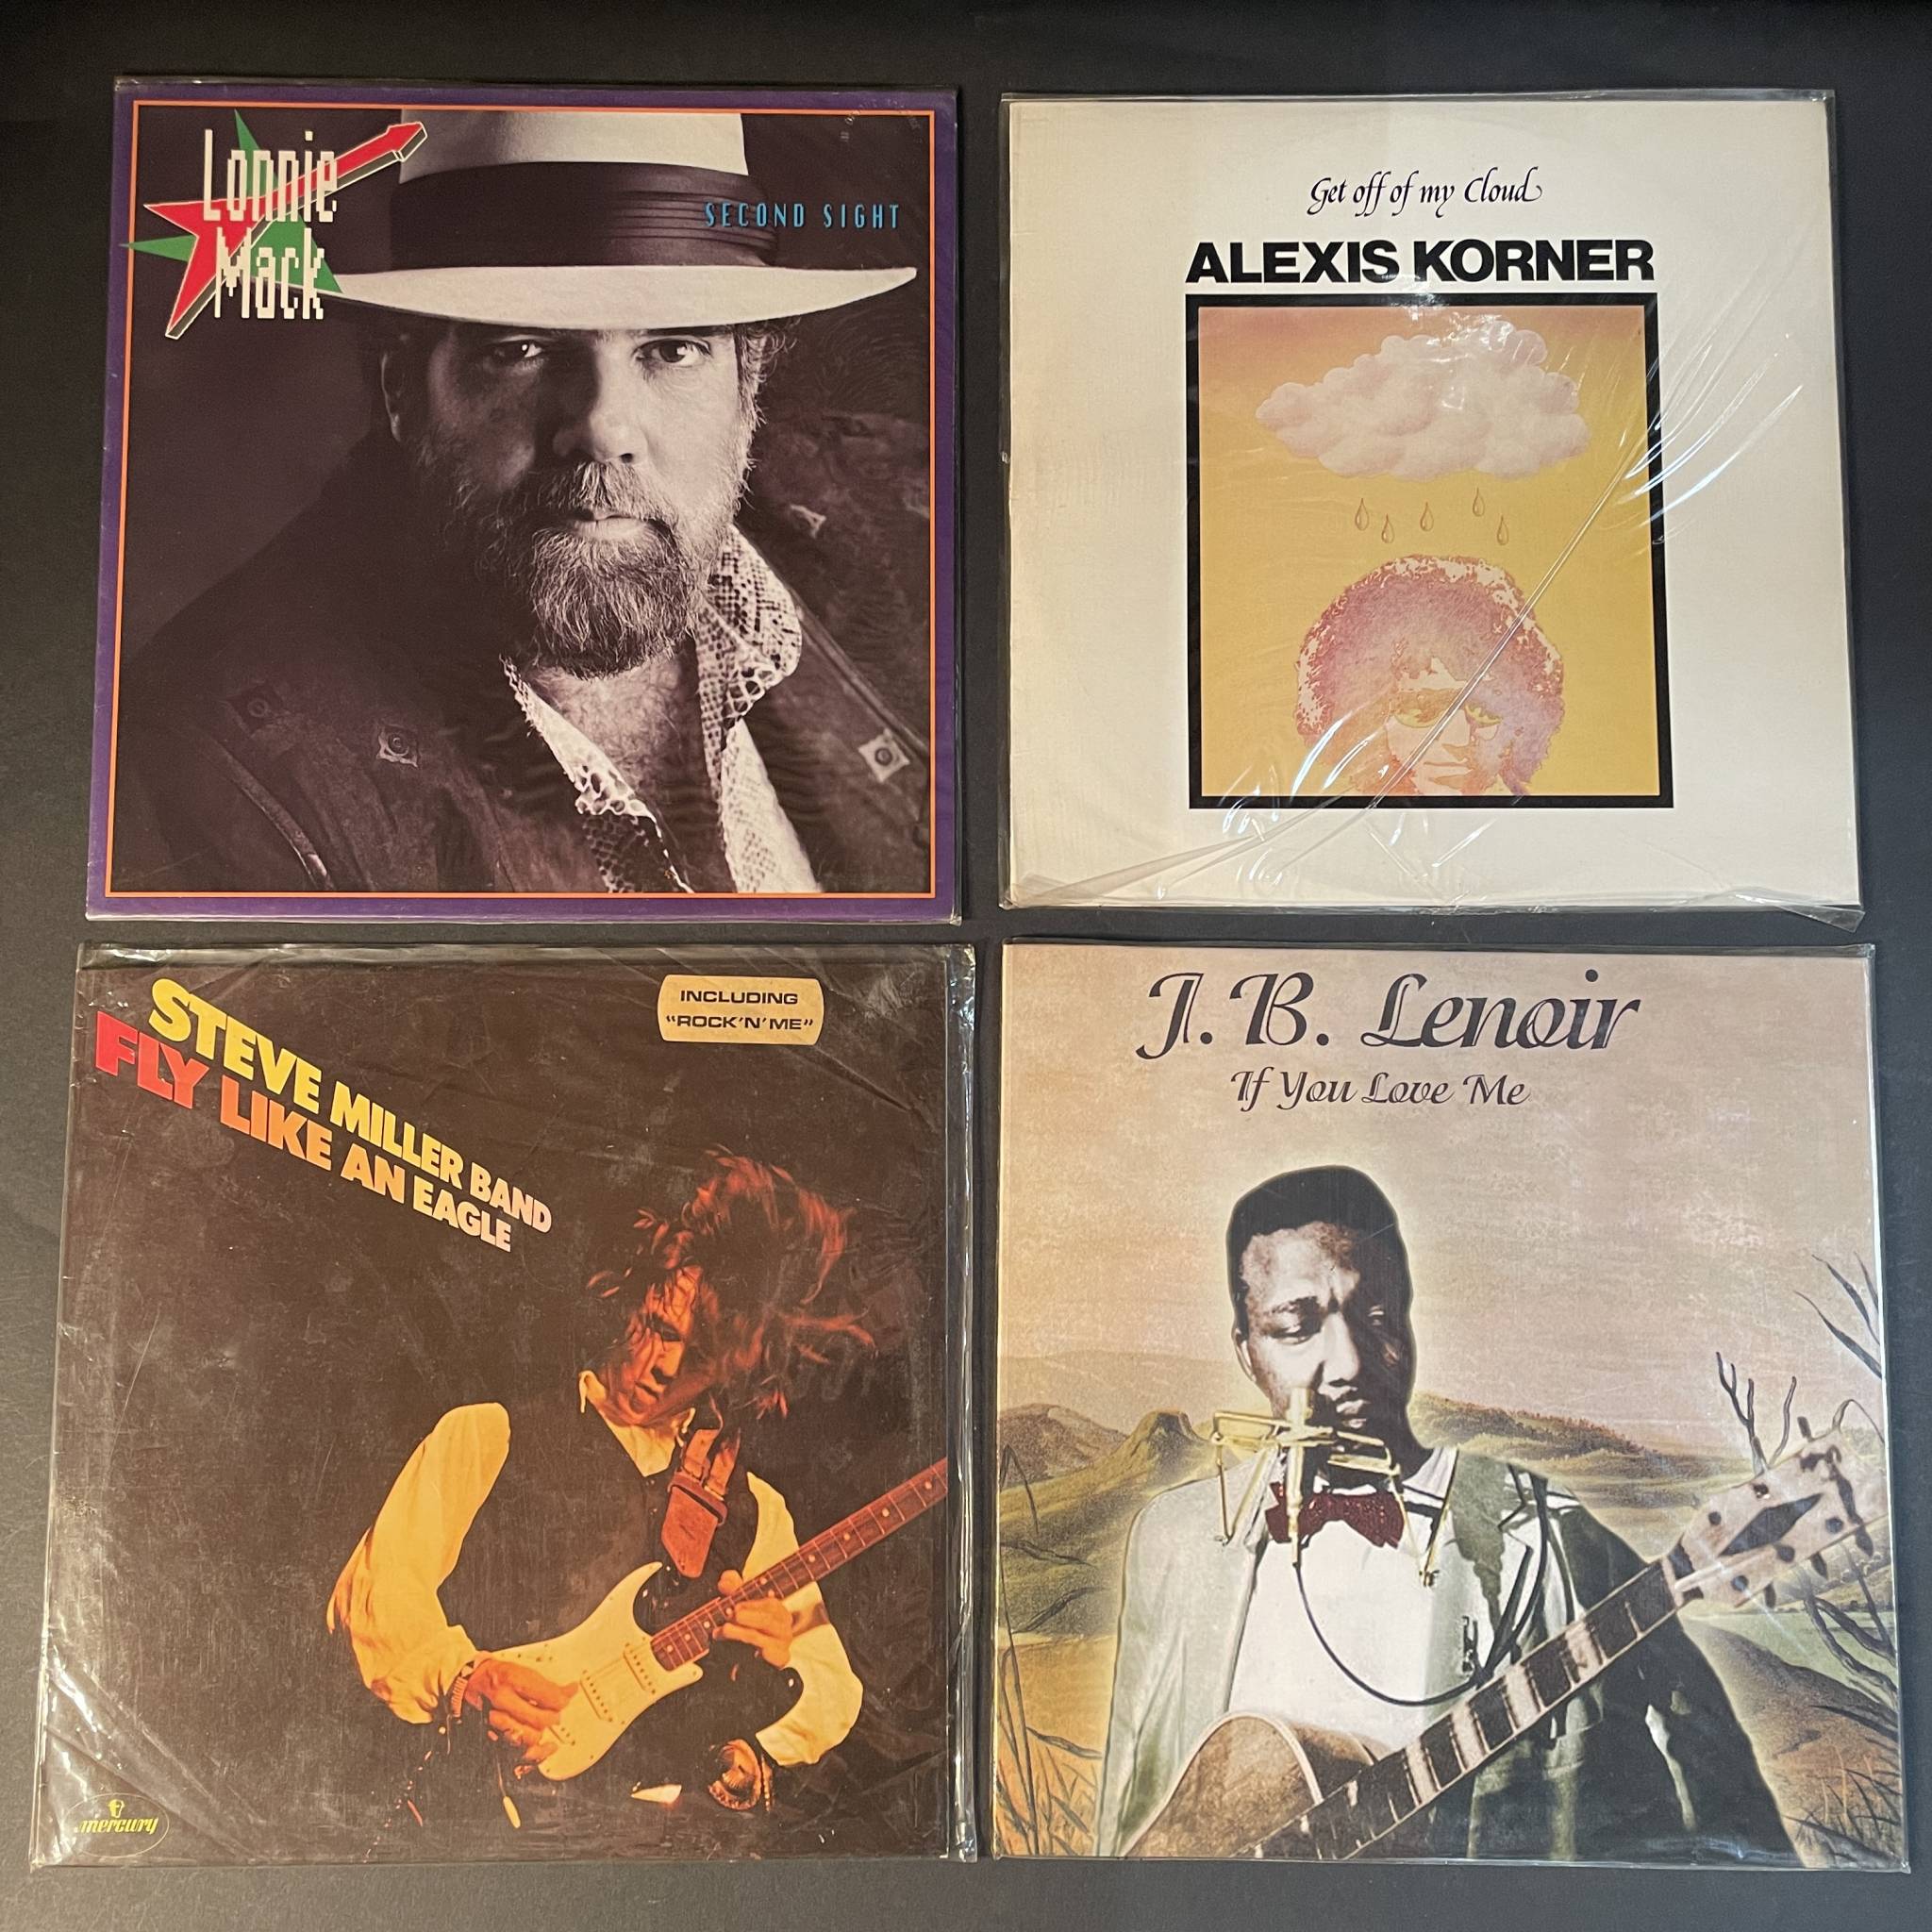 Lonnie
Mack
SECOND SIGHT
Get off of my Cloud
ALEXIS KORNER
STEVE MILLER BAND
FLY LIKE AN EAGLE
INCLUDING
"ROCK'N'ME"
mercury
J. B. Lenoir
If You Love Me